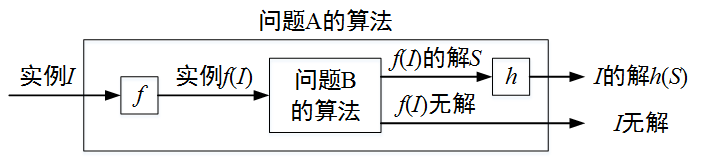 问题A的算法
实例I
f
实例f(I)
问题B
的算法
f(I)的解S
h
I的解h(S)
f(I)无解
I无解